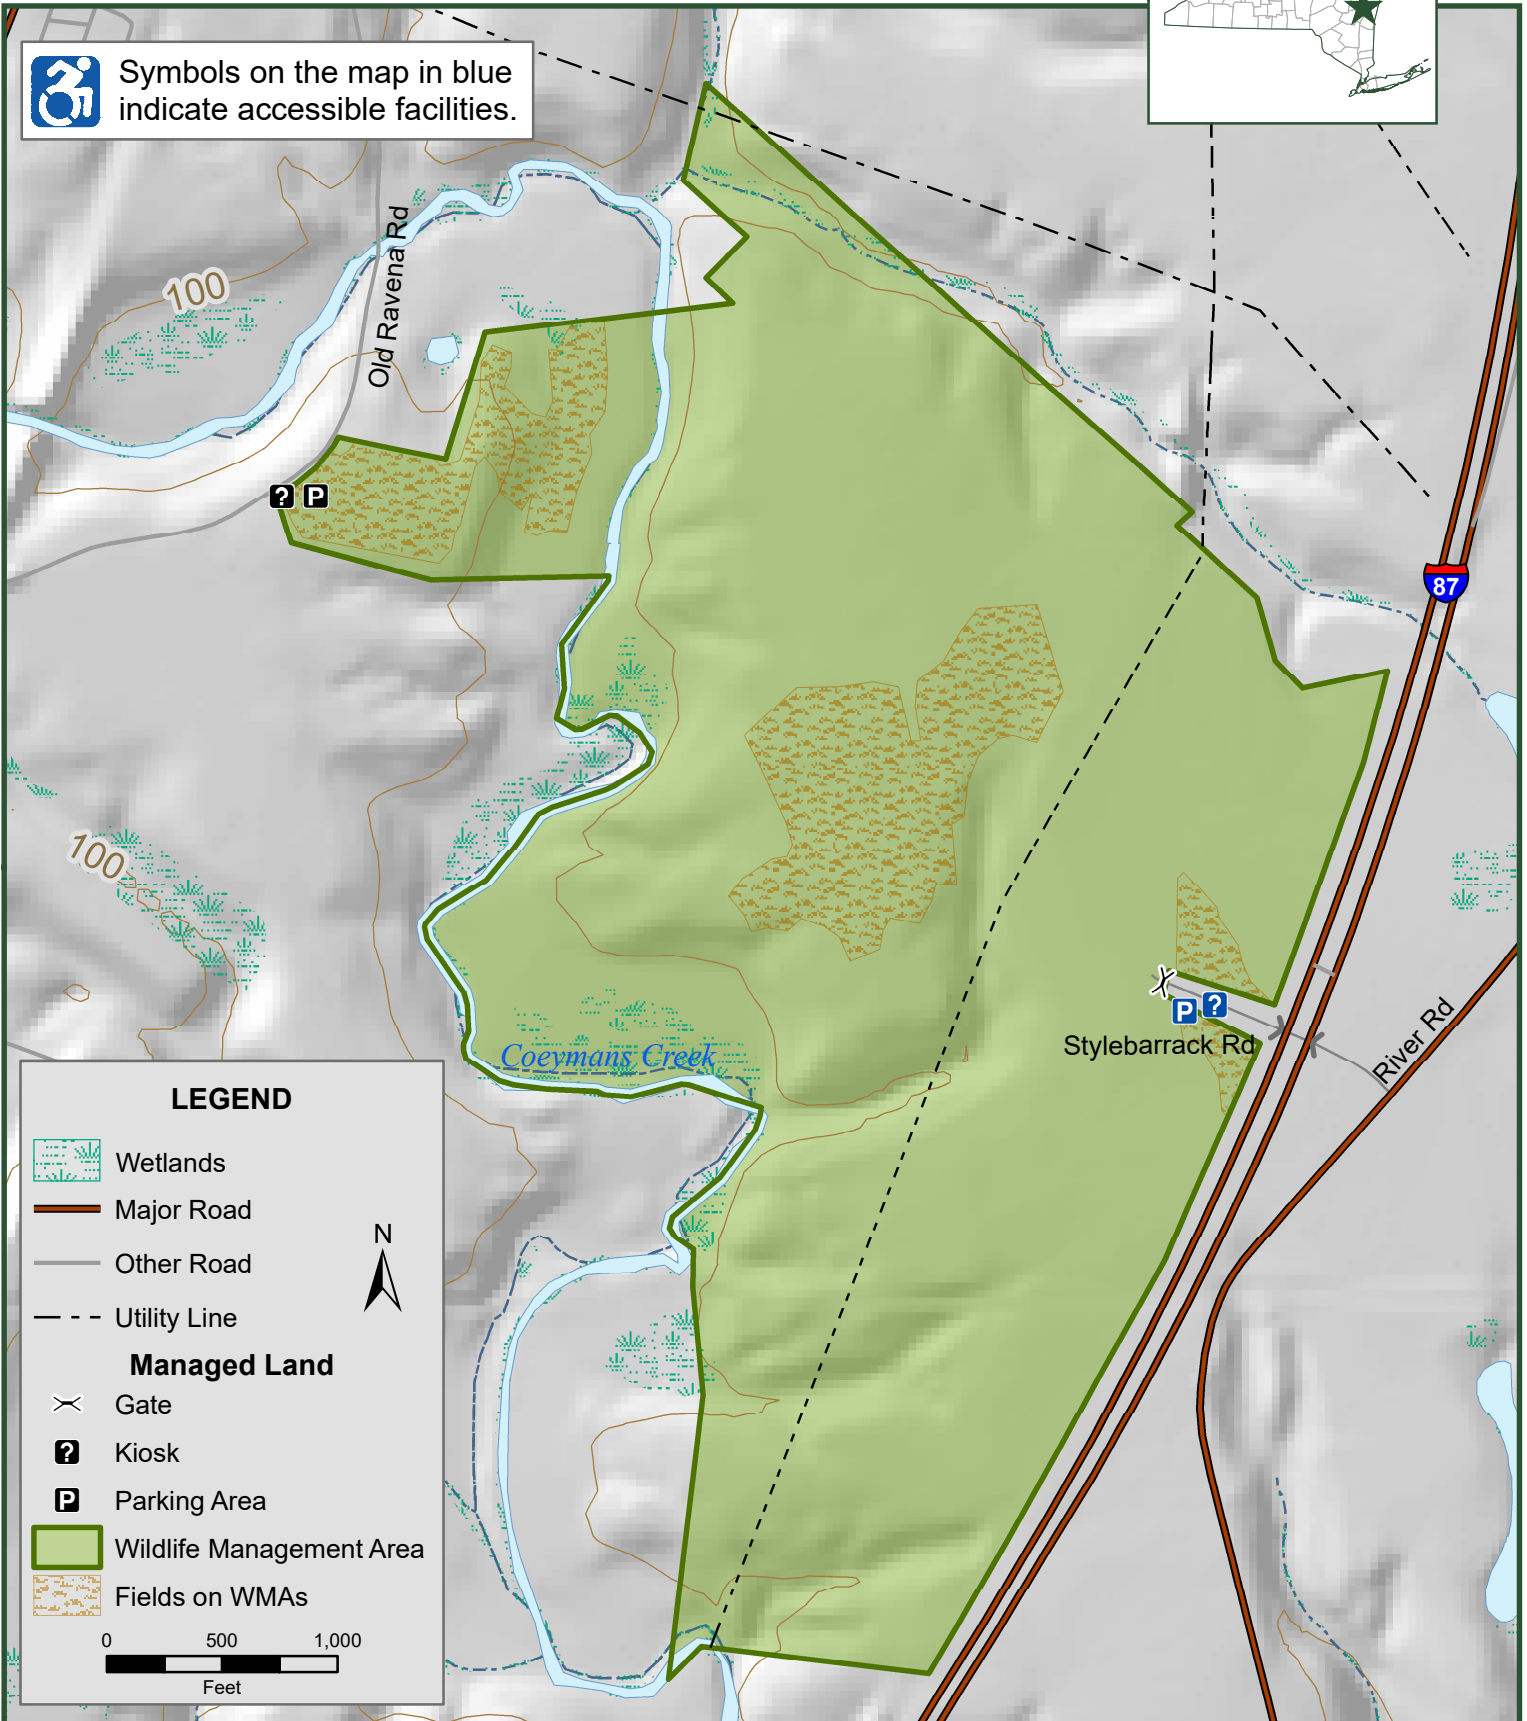 Symbols on the map in blue
indicate accessible facilities.
Old Ravena Rd
100
? P
87
100
P ?
Stylebarrack Rd
River Rd
Coeymans Creek
LEGEND
Wetlands
Major Road
Other Road
Utility Line
N
Managed Land
Gate
? Kiosk
P Parking Area
Wildlife Management Area
Fields on WMAs
0 500 1,000
Feet